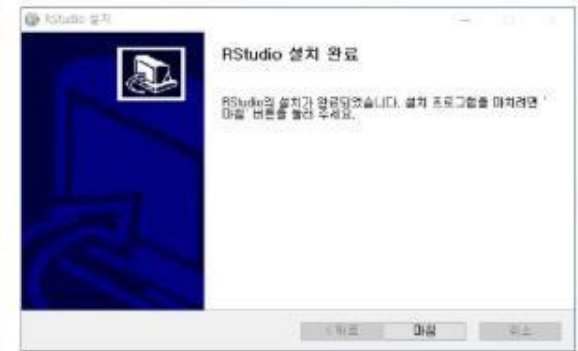 RStudio 설치
RStudio 설치 완료
RStudio의 설치가 완료되었습니다. 설치 프로그램을 마치려면 '
마침' 버튼을 눌러 주세요.
< 뒤로 마침 취소